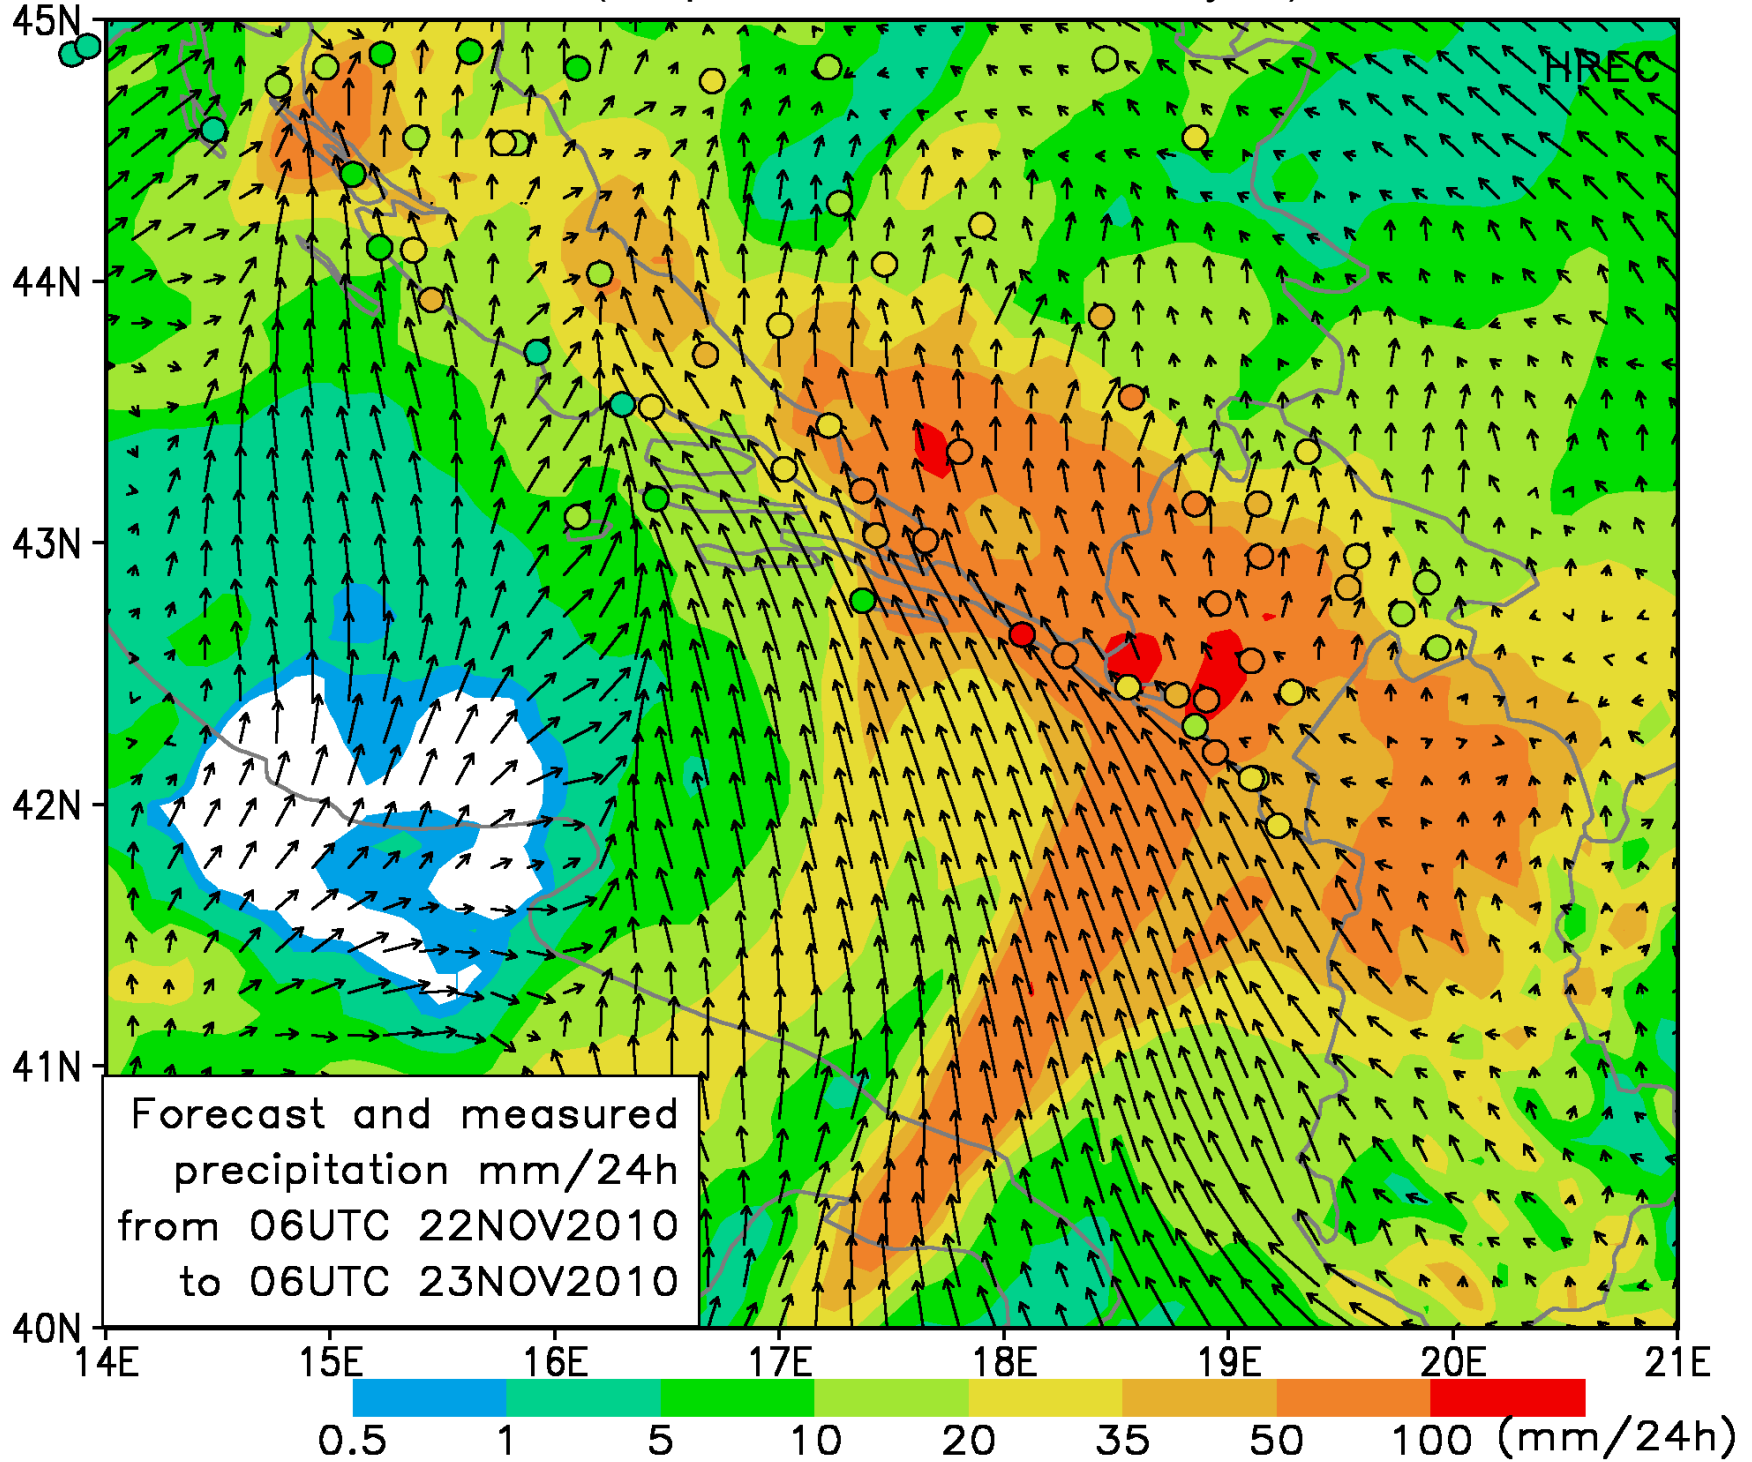 45N
HREC
44N
43N
42N
41N
Forecast and measured
precipitation mm/24h
from 06UTC 22NOV2010
to 06UTC 23NOV2010
40N
14E 15E 16E 17E 18E 19E 20E 21E
0.5 1 5 10 20 35 50 100 (mm/24h)